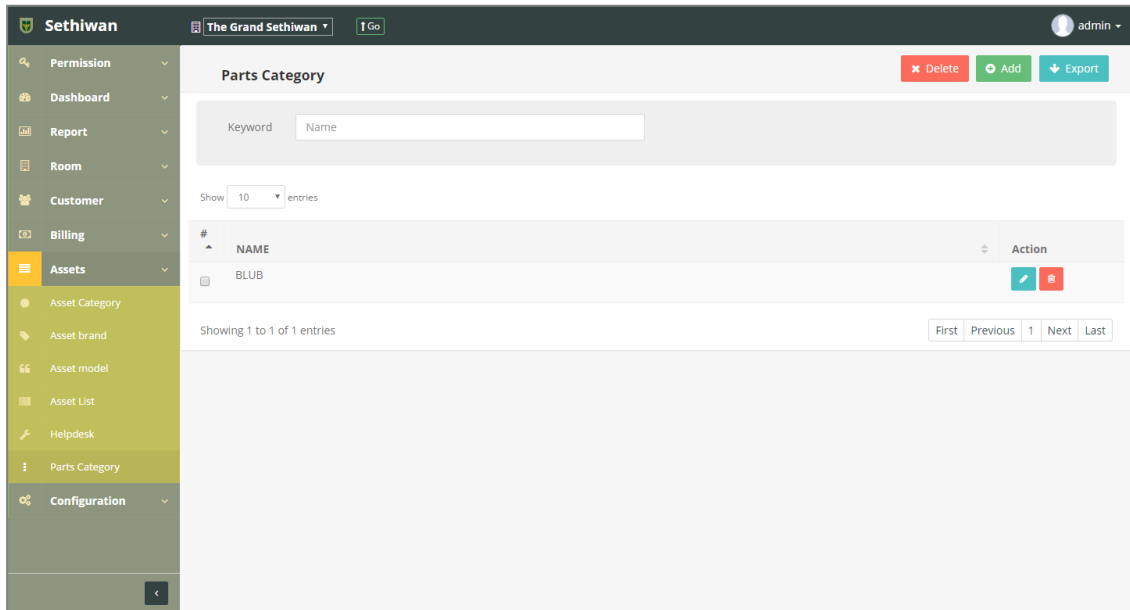 Sethiwan
The Grand Sethiwan
Go
admin
Permission
Dashboard
Report
Room
Customer
Billing
Assets
Asset Category
Asset brand
Asset model
Asset List
Helpdesk
Parts Category
Configuration
Parts Category
Delete
Add
Export
Keyword Name
Show 10 entries
# NAME Action
BLUB
Showing 1 to 1 of 1 entries
First Previous 1 Next Last